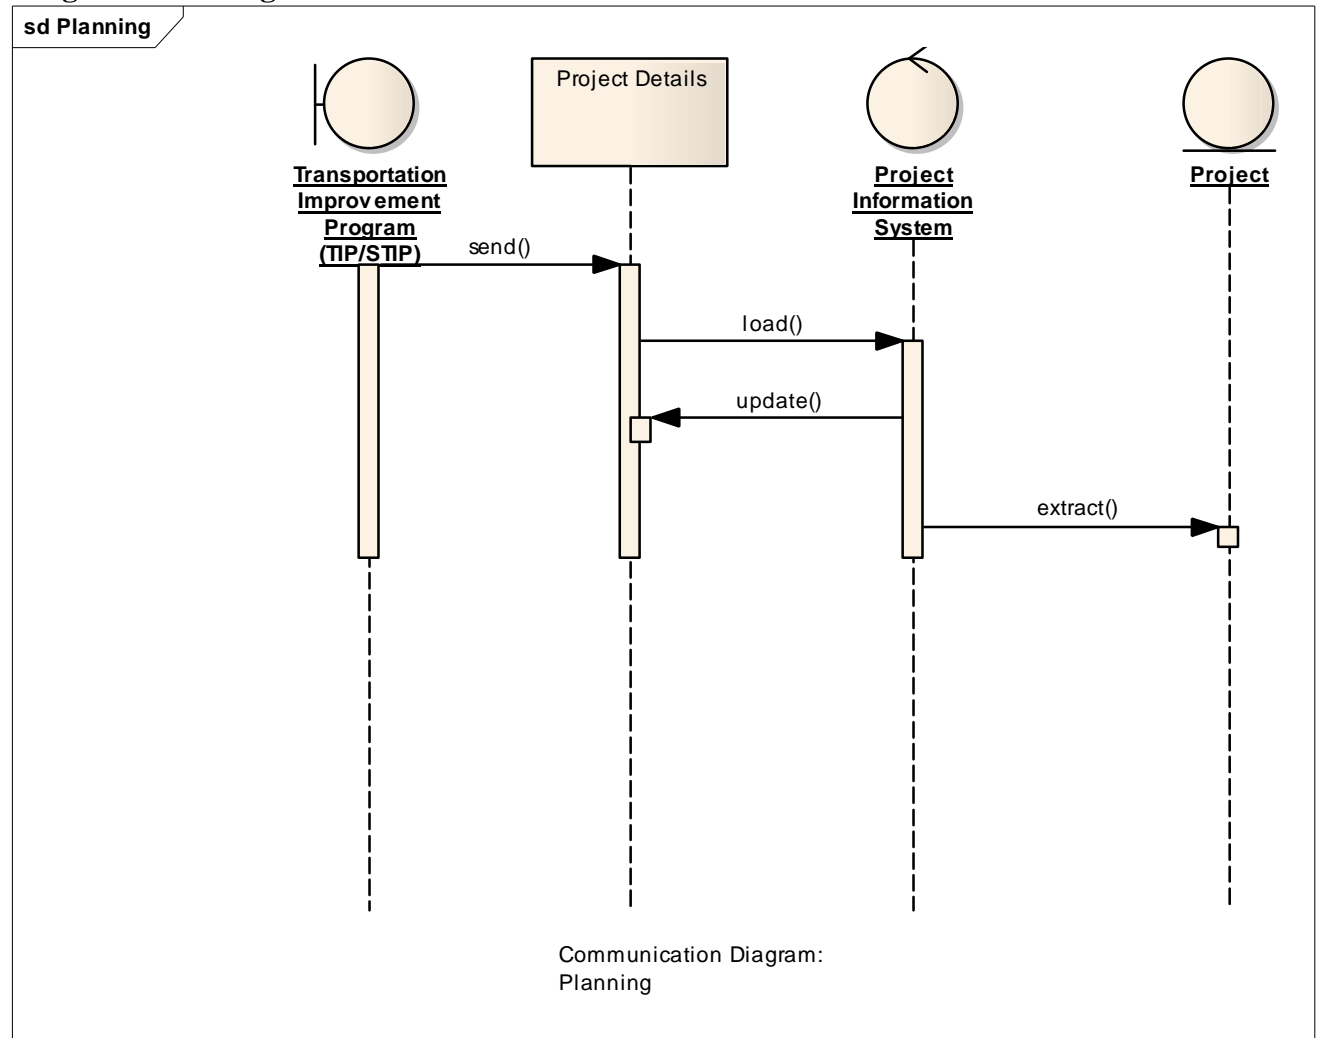 sd Planning
Project Details
Transportation
Improvement
Program
(TIP/STIP)
Project
Information
System
Project
send()
load()
update()
extract()
Communication Diagram:
Planning